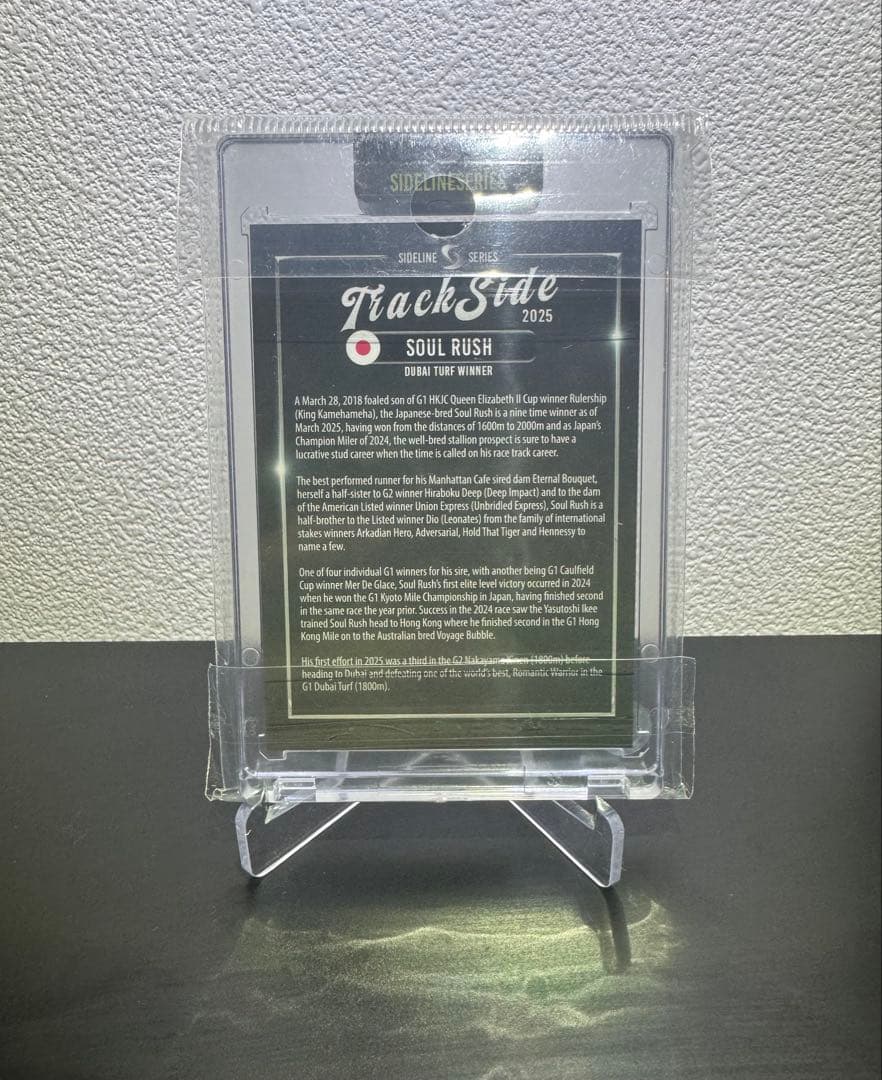 SIDELINESERIES
SIDELINE SERIES
TrackSide
2025
SOUL RUSH
DUBAI TURF WINNER
A March 28, 2018 foaled son of G1 HKJC Queen Elizabeth II Cup winner Rulership
(King Kamehameha), the Japanese-bred Soul Rush is a nine time winner as of
March 2025, having won from the distances of 1600m to 2000m and as Japan's
Champion Miler of 2024, the well-bred stallion prospect is sure to have a
lucrative stud career when the time is called on his race track career.
The best performed runner for his Manhattan Cafe sired dam Eternal Bouquet,
herself a half-sister to G2 winner Hiraboku Deep (Deep Impact) and to the dam
of the American Listed winner Union Express (Unbridled Express), Soul Rush is a
half-brother to the Listed winner Dio (Leonates) from the family of international
stakes winners Arkadian Hero, Adversarial, Hold That Tiger and Hennessy to
name a few.
One of four individual G1 winners for his sire, with another being G1 Caulfield
Cup winner Mer De Glace, Soul Rush's first elite level victory occurred in 2024
when he won the G1 Kyoto Mile Championship in Japan, having finished second
in the same race the year prior. Success in the 2024 race saw the Yasutoshi Ikee
trained Soul Rush head to Hong Kong where he finished second in the G1 Hong
Kong Mile on to the Australian bred Voyage Bubble.
His first effort in 2025 was a third in the G2 Nakayama Kinen (1800m) before
heading to Dubai and defeating one of the world's best, Romantic Warrior in the
G1 Dubai Turf (1800m).